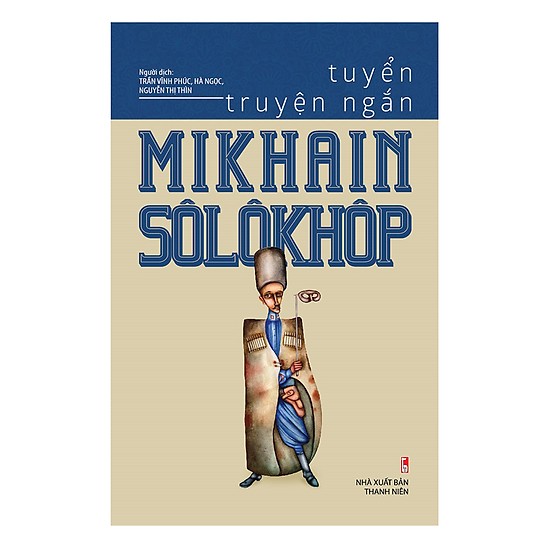 Người dịch:
TRẦN VĨNH PHÚC, HÀ NGỌC,
NGUYỄN THỊ THÌN
tuyển
truyện ngắn
MIKHAIN
SÔLÔKHÔP
NHÀ XUẤT BẢN
THANH NIÊN